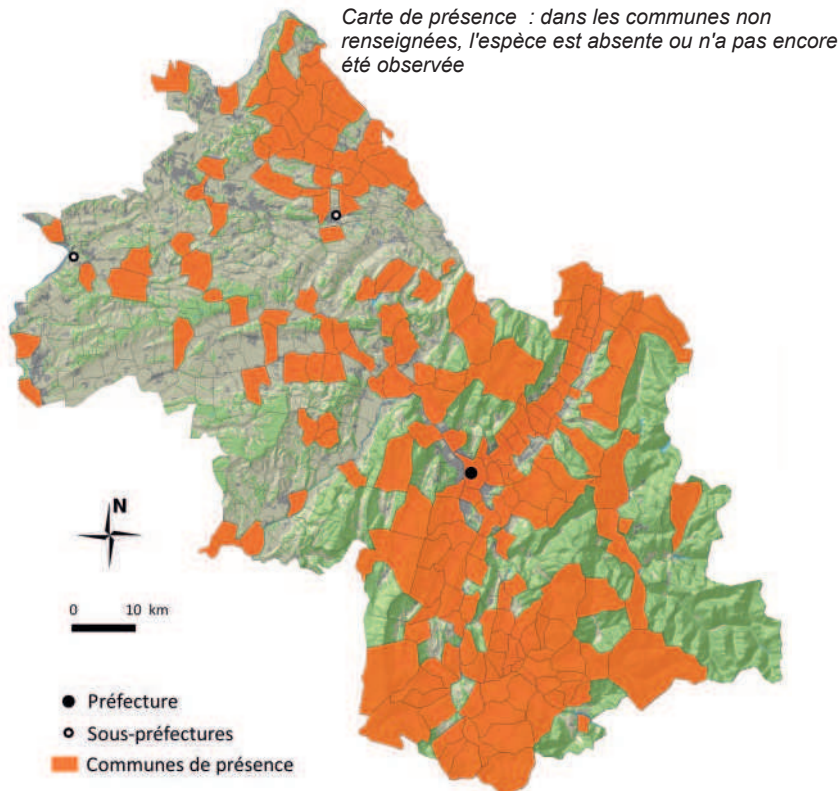 Carte de présence : dans les communes non
renseignées, l'espèce est absente ou n'a pas encore
été observée
N
0 10 km
Préfecture
Sous-préfectures
Communes de présence